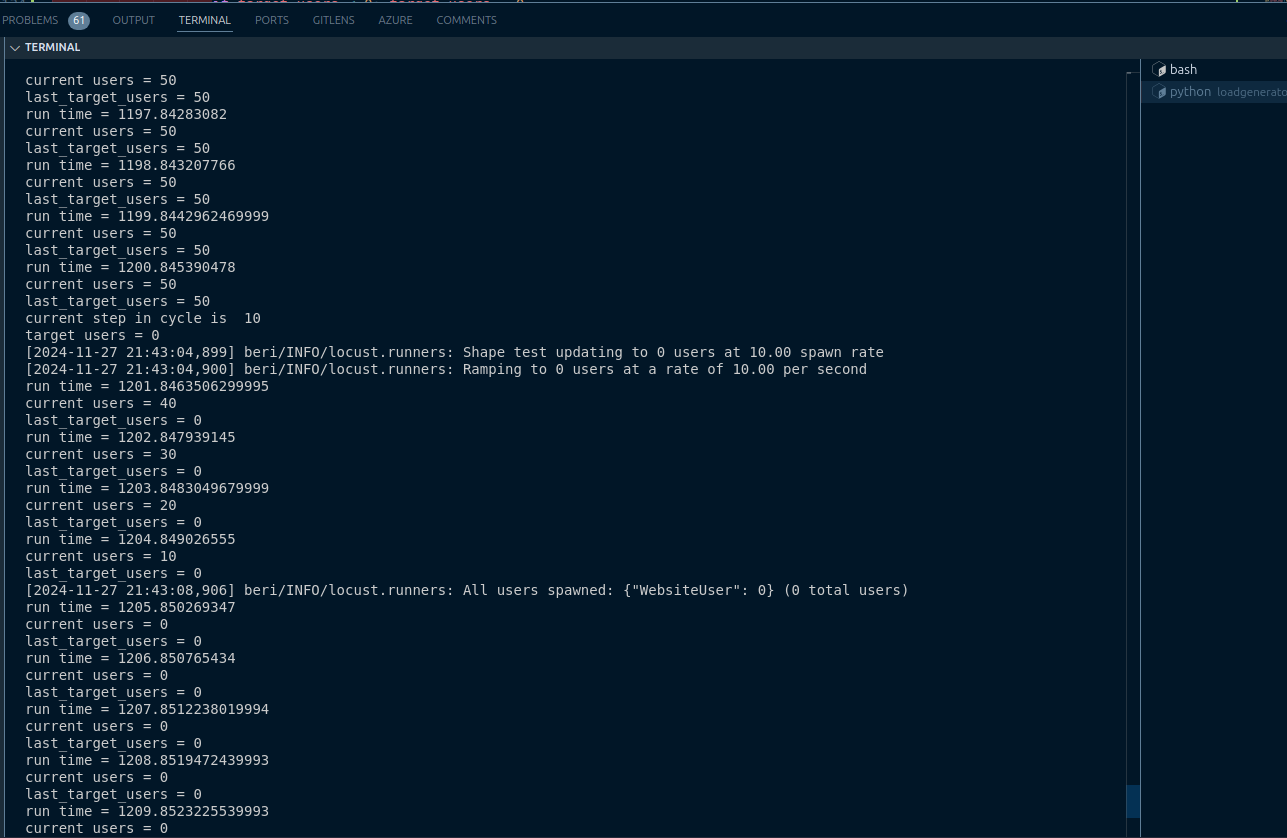 PROBLEMS 61 OUTPUT TERMINAL PORTS GITLENS AZURE COMMENTS
TERMINAL
bash
python loadgenerato
current users = 50
last_target_users = 50
run time = 1197.84283082
current users = 50
last_target_users = 50
run time = 1198.843207766
current users = 50
last_target_users = 50
run time = 1199.8442962469999
current users = 50
last_target_users = 50
run time = 1200.845390478
current users = 50
last_target_users = 50
current step in cycle is  10
target users = 0
[2024-11-27 21:43:04,899] beri/INFO/locust.runners: Shape test updating to 0 users at 10.00 spawn rate
[2024-11-27 21:43:04,900] beri/INFO/locust.runners: Ramping to 0 users at a rate of 10.00 per second
run time = 1201.8463506299995
current users = 40
last_target_users = 0
run time = 1202.847939145
current users = 30
last_target_users = 0
run time = 1203.8483049679999
current users = 20
last_target_users = 0
run time = 1204.849026555
current users = 10
last_target_users = 0
[2024-11-27 21:43:08,906] beri/INFO/locust.runners: All users spawned: {"WebsiteUser": 0} (0 total users)
run time = 1205.850269347
current users = 0
last_target_users = 0
run time = 1206.850765434
current users = 0
last_target_users = 0
run time = 1207.8512238019994
current users = 0
last_target_users = 0
run time = 1208.8519472439993
current users = 0
last_target_users = 0
run time = 1209.8523225539993
current users = 0